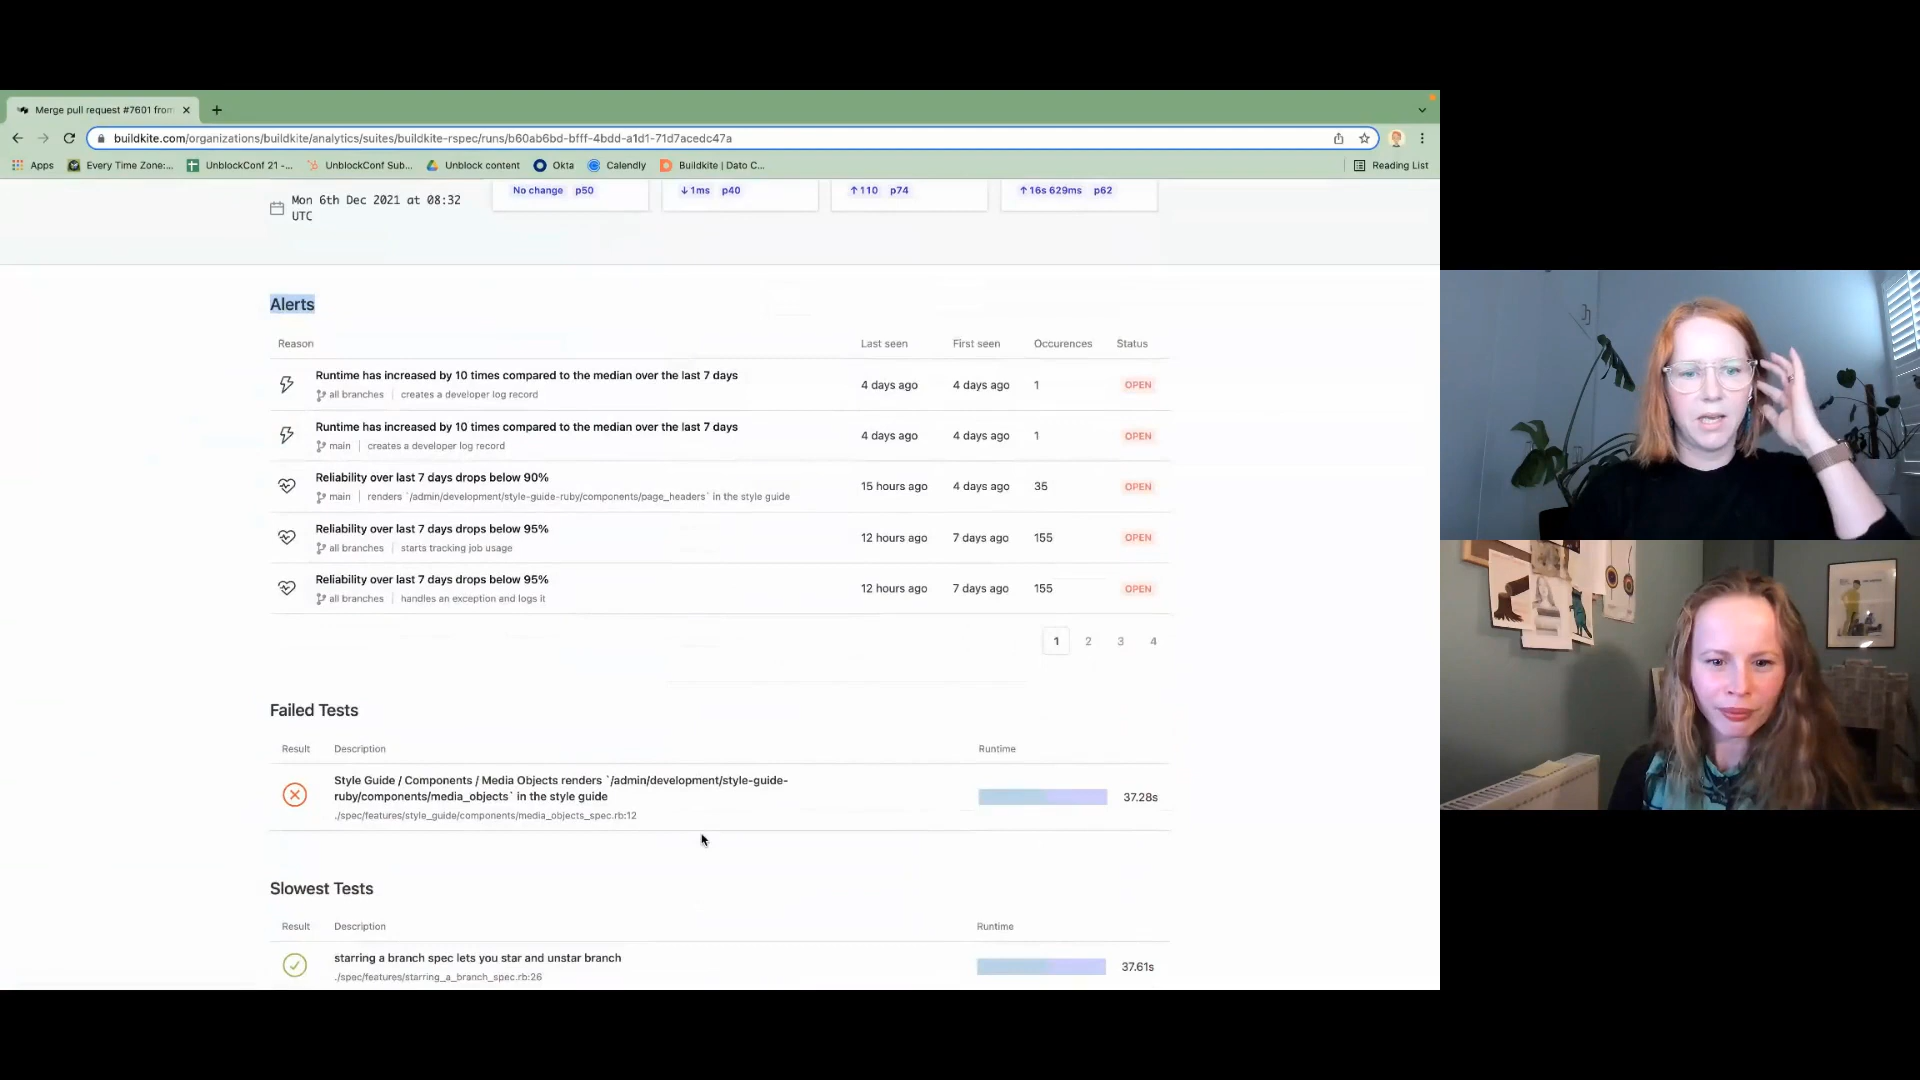 Merge pull request #7601 from
buildkite.com/organizations/buildkite/analytics/suites/buildkite-rspec/runs/b60ab6bd-bfff-4bdd-a1d1-71d7acedc47a
Apps Every Time Zone:... UnblockConf 21 -... UnblockConf Sub... Unblock content Okta Calendly Buildkite | Dato C... Reading List
Mon 6th Dec 2021 at 08:32
UTC
No change p50 ↓1ms p40 ↑110 p74 ↑16s 629ms p62
Alerts
Reason Last seen First seen Occurences Status
Runtime has increased by 10 times compared to the median over the last 7 days
all branches | creates a developer log record
4 days ago 4 days ago 1 OPEN
Runtime has increased by 10 times compared to the median over the last 7 days
main | creates a developer log record
4 days ago 4 days ago 1 OPEN
Reliability over last 7 days drops below 90%
main | renders `/admin/development/style-guide-ruby/components/page_headers` in the style guide
15 hours ago 4 days ago 35 OPEN
Reliability over last 7 days drops below 95%
all branches | starts tracking job usage
12 hours ago 7 days ago 155 OPEN
Reliability over last 7 days drops below 95%
all branches | handles an exception and logs it
12 hours ago 7 days ago 155 OPEN
1 2 3 4
Failed Tests
Result Description Runtime
Style Guide / Components / Media Objects renders `/admin/development/style-guide-
ruby/components/media_objects` in the style guide
./spec/features/style_guide/components/media_objects_spec.rb:12
37.28s
Slowest Tests
Result Description Runtime
starring a branch spec lets you star and unstar branch
./spec/features/starring_a_branch_spec.rb:26
37.61s